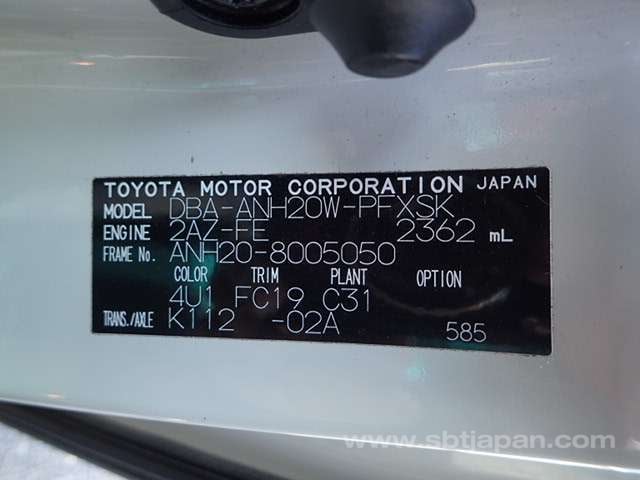 TOYOTA MOTOR CORPORATION JAPAN
MODEL DBA-ANH20W-PFXSK
ENGINE 2AZ-FE 2362 mL
FRAME No. ANH20-8005050
COLOR TRIM PLANT OPTION
4U1 FC19 C31
TRANS./AXLE K112 -02A 585
www.sbtjapan.com